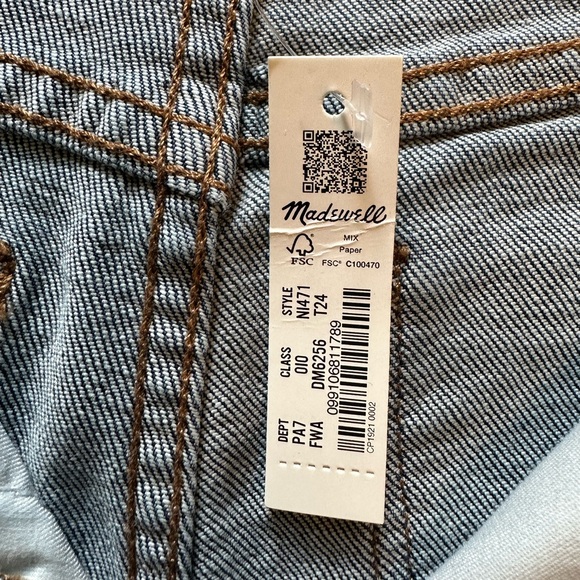 Madewell
MIX
Paper
FSC
FSC® C100470
DEPT CLASS STYLE
PA7 010 NI471
FWA DM6256 T24
099106811789
CP1921 0002